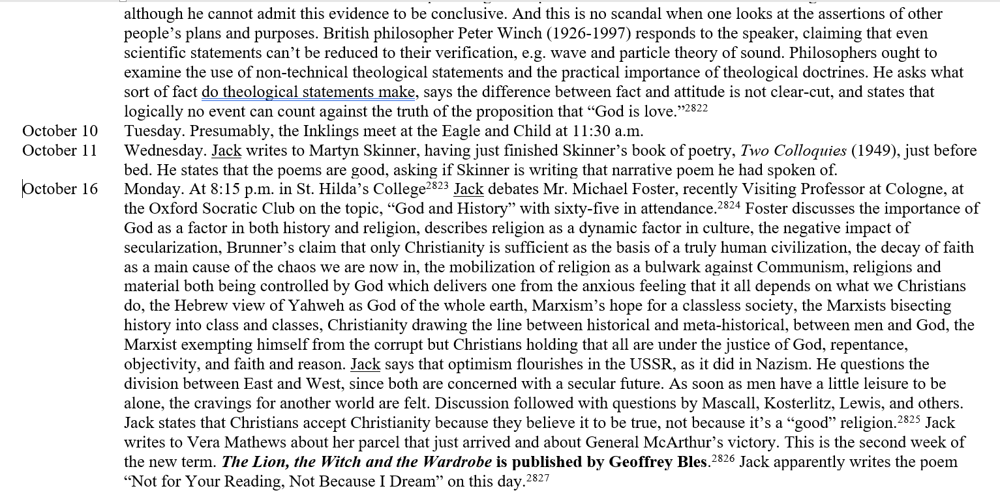 although he cannot admit this evidence to be conclusive. And this is no scandal when one looks at the assertions of other
people’s plans and purposes. British philosopher Peter Winch (1926-1997) responds to the speaker, claiming that even
scientific statements can’t be reduced to their verification, e.g. wave and particle theory of sound. Philosophers ought to
examine the use of non-technical theological statements and the practical importance of theological doctrines. He asks what
sort of fact do theological statements make, says the difference between fact and attitude is not clear-cut, and states that
logically no event can count against the truth of the proposition that “God is love.”2822
October 10 Tuesday. Presumably, the Inklings meet at the Eagle and Child at 11:30 a.m.
October 11 Wednesday. Jack writes to Martyn Skinner, having just finished Skinner’s book of poetry, Two Colloquies (1949), just before
bed. He states that the poems are good, asking if Skinner is writing that narrative poem he had spoken of.
October 16 Monday. At 8:15 p.m. in St. Hilda’s College2823 Jack debates Mr. Michael Foster, recently Visiting Professor at Cologne, at
the Oxford Socratic Club on the topic, “God and History” with sixty-five in attendance.2824 Foster discusses the importance of
God as a factor in both history and religion, describes religion as a dynamic factor in culture, the negative impact of
secularization, Brunner’s claim that only Christianity is sufficient as the basis of a truly human civilization, the decay of faith
as a main cause of the chaos we are now in, the mobilization of religion as a bulwark against Communism, religions and
material both being controlled by God which delivers one from the anxious feeling that it all depends on what we Christians
do, the Hebrew view of Yahweh as God of the whole earth, Marxism’s hope for a classless society, the Marxists bisecting
history into class and classes, Christianity drawing the line between historical and meta-historical, between men and God, the
Marxist exempting himself from the corrupt but Christians holding that all are under the justice of God, repentance,
objectivity, and faith and reason. Jack says that optimism flourishes in the USSR, as it did in Nazism. He questions the
division between East and West, since both are concerned with a secular future. As soon as men have a little leisure to be
alone, the cravings for another world are felt. Discussion followed with questions by Mascall, Kosterlitz, Lewis, and others.
Jack states that Christians accept Christianity because they believe it to be true, not because it’s a “good” religion.2825 Jack
writes to Vera Mathews about her parcel that just arrived and about General McArthur’s victory. This is the second week of
the new term. The Lion, the Witch and the Wardrobe is published by Geoffrey Bles.2826 Jack apparently writes the poem
“Not for Your Reading, Not Because I Dream” on this day.2827